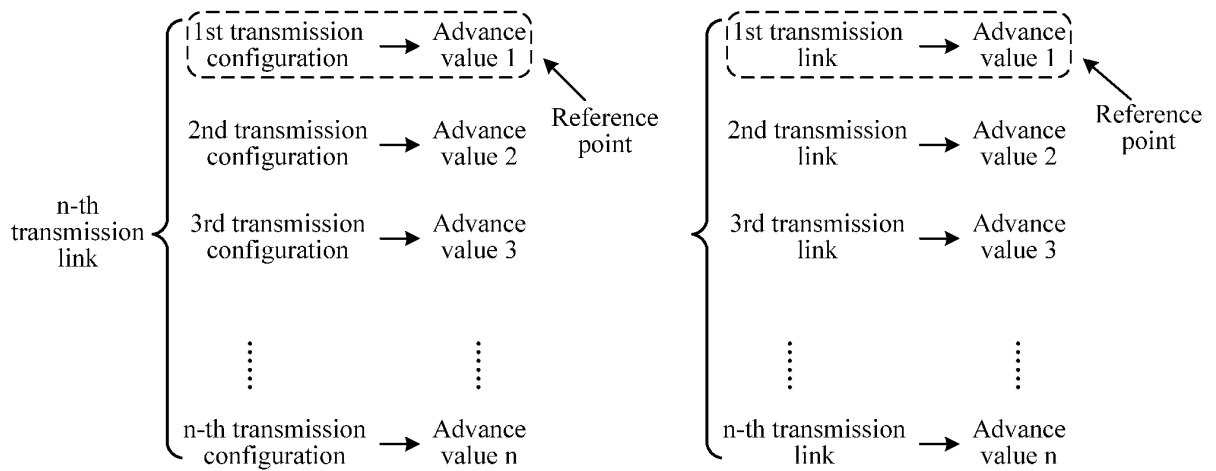 n-th
transmission
link
1st transmission
configuration
Advance
value 1
Reference
point
2nd transmission
configuration
Advance
value 2
3rd transmission
configuration
Advance
value 3
n-th transmission
configuration
Advance
value n
1st transmission
link
Advance
value 1
Reference
point
2nd transmission
link
Advance
value 2
3rd transmission
link
Advance
value 3
n-th transmission
link
Advance
value n